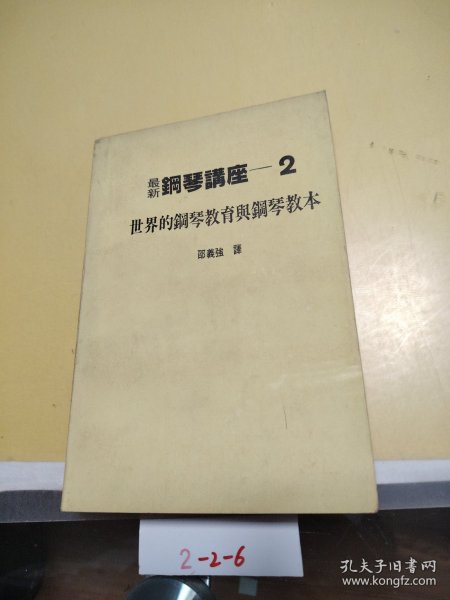 最新 鋼琴講座—2
世界的鋼琴教育與鋼琴教本
邵義強 譯
2-2-6
孔夫子旧书网
www.kongfz.com